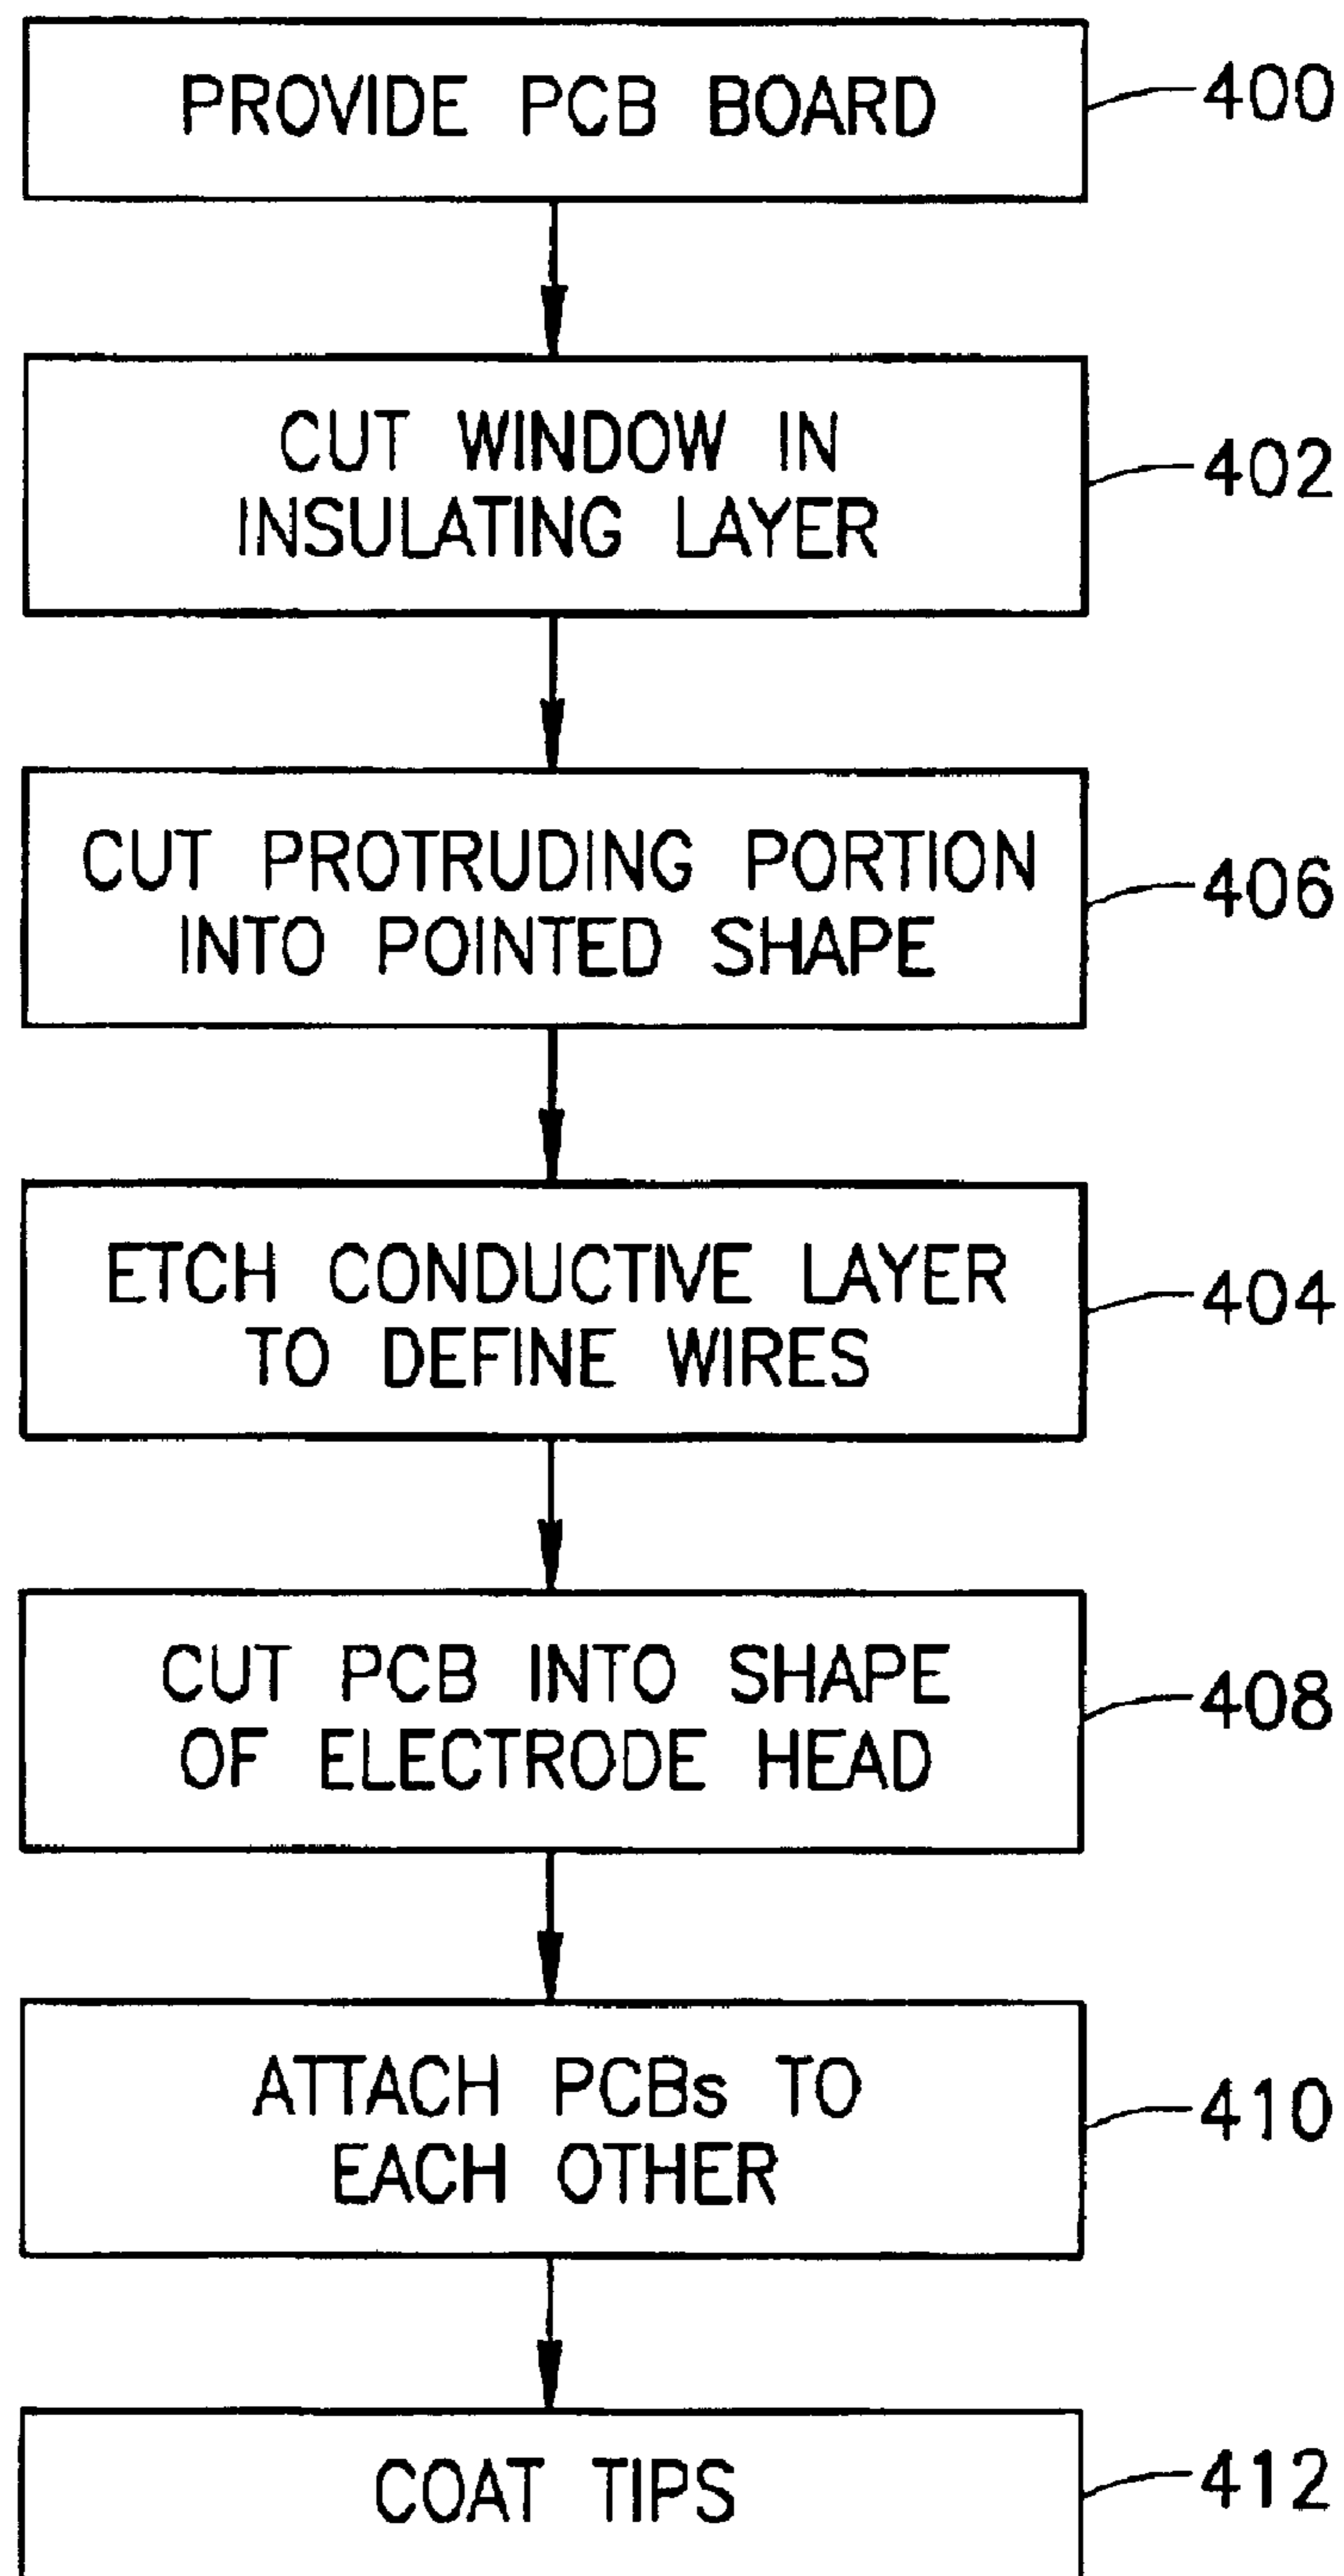 PROVIDE PCB BOARD
400
CUT WINDOW IN
INSULATING LAYER
402
CUT PROTRUDING PORTION
INTO POINTED SHAPE
406
ETCH CONDUCTIVE LAYER
TO DEFINE WIRES
404
CUT PCB INTO SHAPE
OF ELECTRODE HEAD
408
ATTACH PCBs TO
EACH OTHER
410
COAT TIPS
412